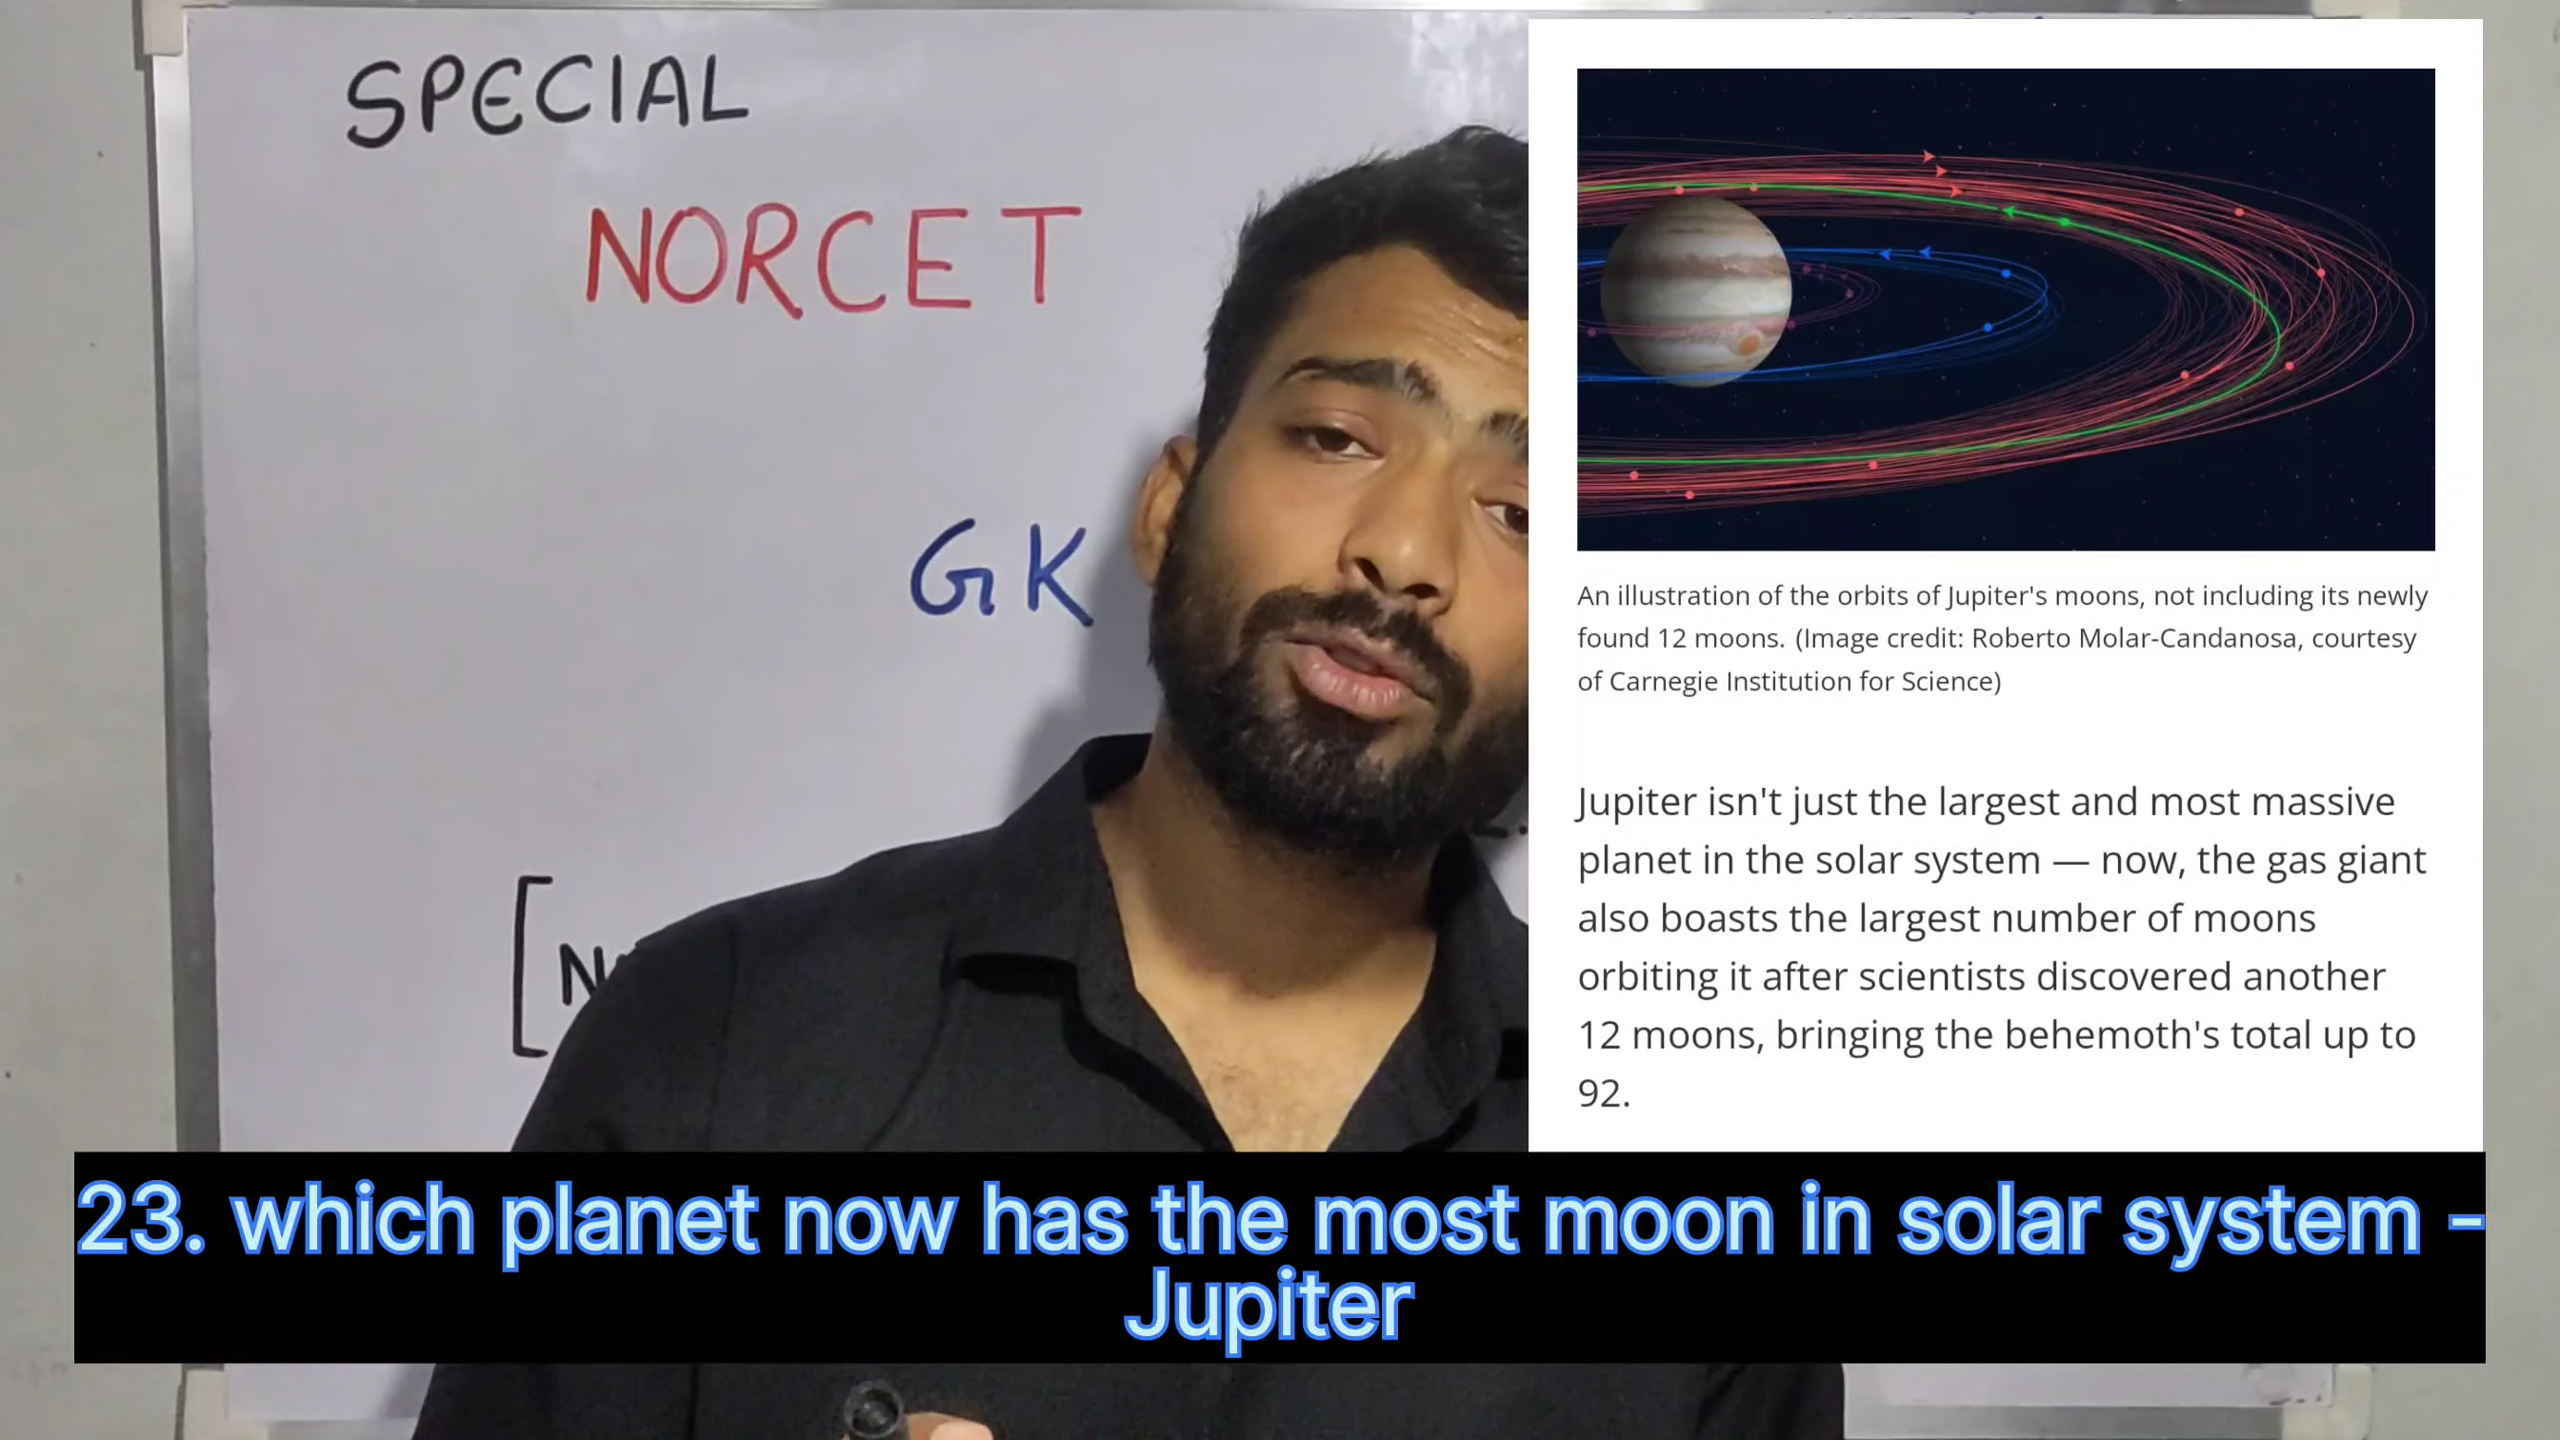 SPECIAL
NORCET
GK
[N
An illustration of the orbits of Jupiter's moons, not including its newly
found 12 moons. (Image credit: Roberto Molar-Candanosa, courtesy
of Carnegie Institution for Science)
Jupiter isn't just the largest and most massive
planet in the solar system — now, the gas giant
also boasts the largest number of moons
orbiting it after scientists discovered another
12 moons, bringing the behemoth's total up to
92.
23. which planet now has the most moon in solar system -
Jupiter